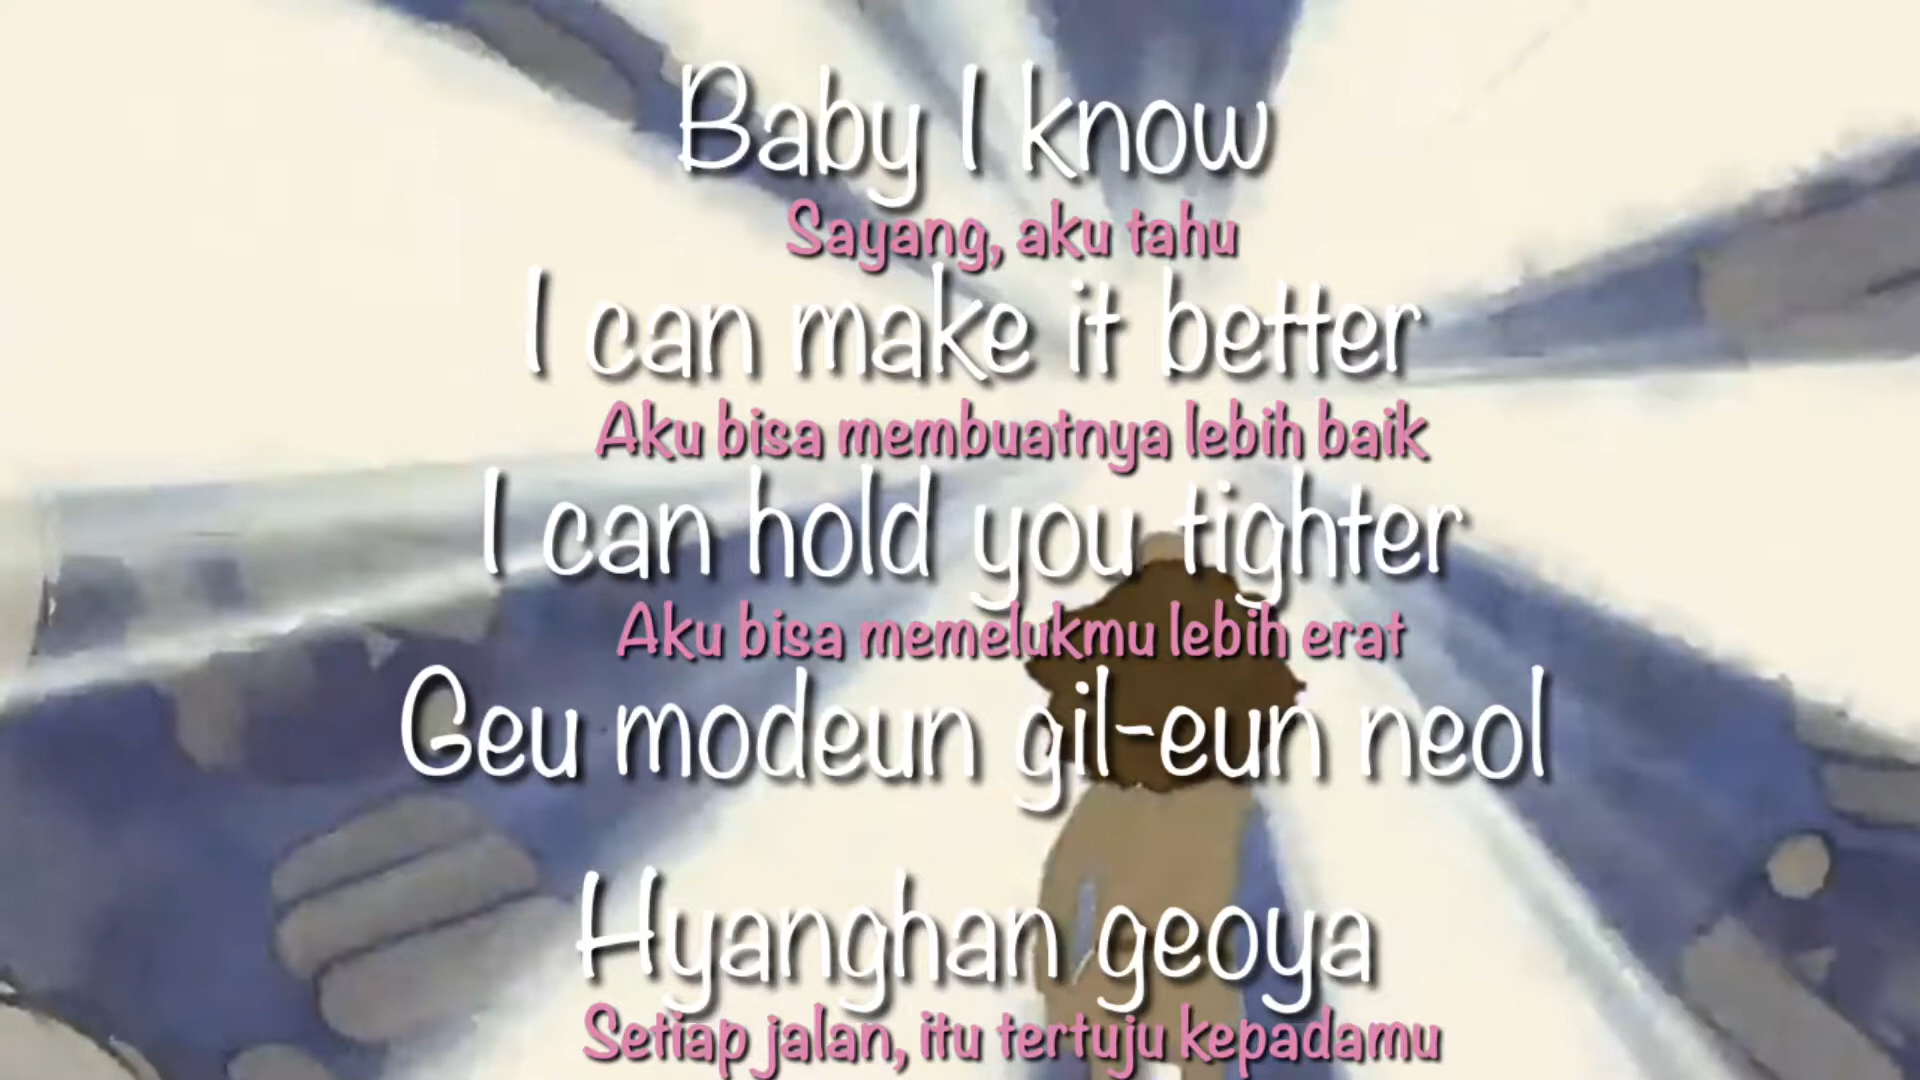 Baby I know
Sayang, aku tahu
I can make it better
Aku bisa membuatnya lebih baik
I can hold you tighter
Aku bisa memelukmu lebih erat
Geu modeun gil-eun neol
Hyanghan geoya
Setiap jalan, itu tertuju kepadamu